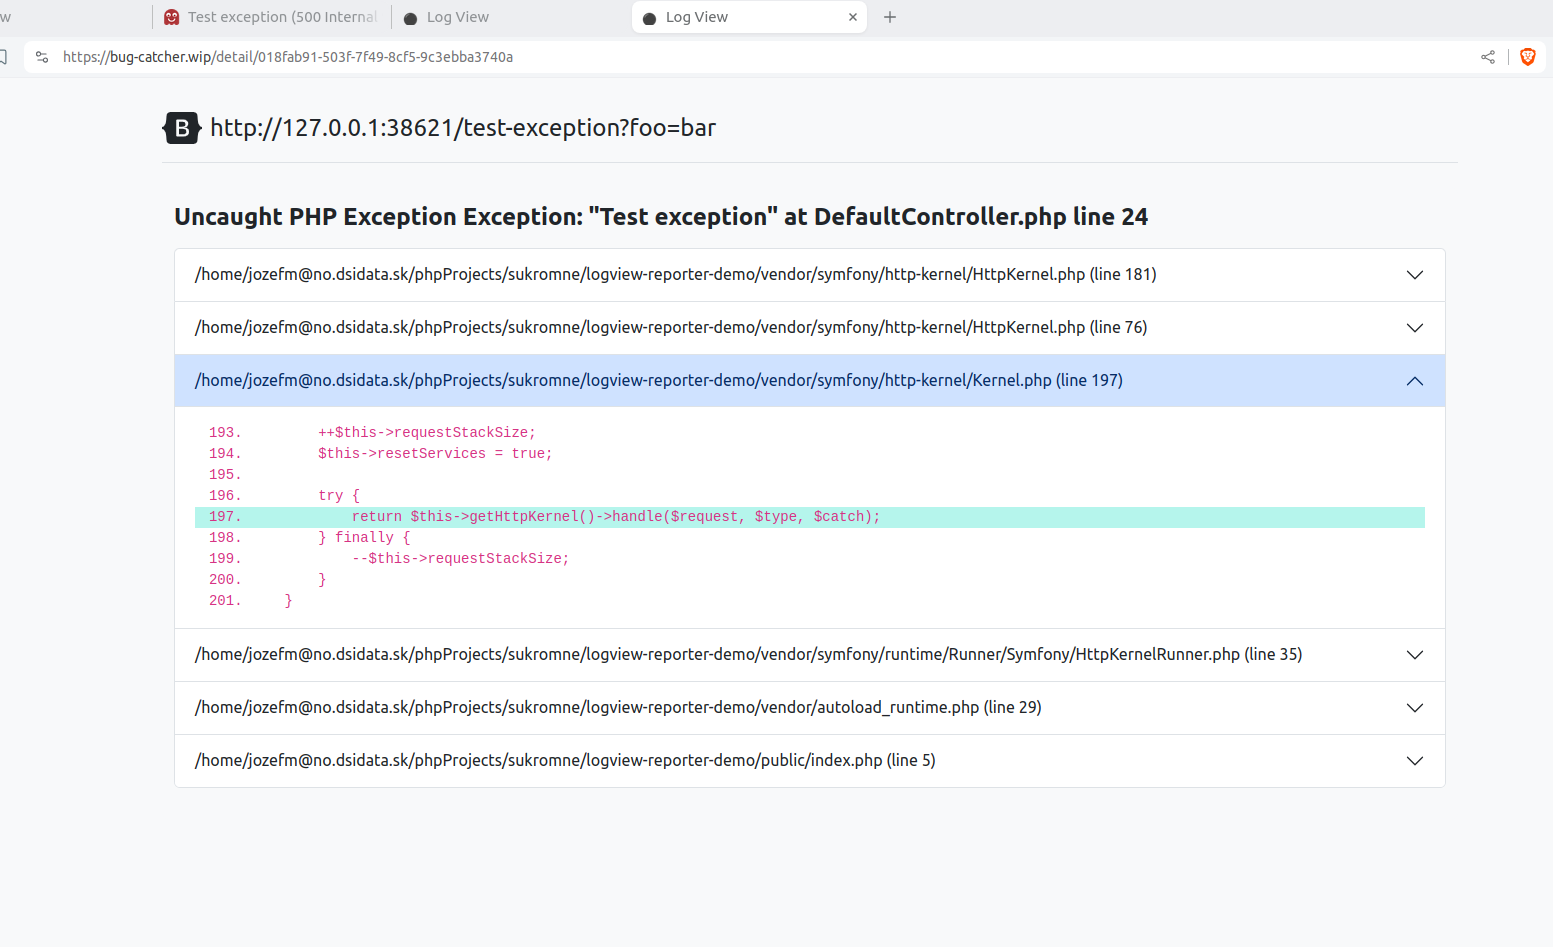 w
Test exception (500 Internal
Log View
Log View
https://bug-catcher.wip/detail/018fab91-503f-7f49-8cf5-9c3ebba3740a
B http://127.0.0.1:38621/test-exception?foo=bar
Uncaught PHP Exception Exception: "Test exception" at DefaultController.php line 24
/home/jozefm@no.dsidata.sk/phpProjects/sukromne/logview-reporter-demo/vendor/symfony/http-kernel/HttpKernel.php (line 181)
/home/jozefm@no.dsidata.sk/phpProjects/sukromne/logview-reporter-demo/vendor/symfony/http-kernel/HttpKernel.php (line 76)
/home/jozefm@no.dsidata.sk/phpProjects/sukromne/logview-reporter-demo/vendor/symfony/http-kernel/Kernel.php (line 197)
193.         ++$this->requestStackSize;
194.         $this->resetServices = true;
195.
196.         try {
197.             return $this->getHttpKernel()->handle($request, $type, $catch);
198.         } finally {
199.             --$this->requestStackSize;
200.         }
201.     }
/home/jozefm@no.dsidata.sk/phpProjects/sukromne/logview-reporter-demo/vendor/symfony/runtime/Runner/Symfony/HttpKernelRunner.php (line 35)
/home/jozefm@no.dsidata.sk/phpProjects/sukromne/logview-reporter-demo/vendor/autoload_runtime.php (line 29)
/home/jozefm@no.dsidata.sk/phpProjects/sukromne/logview-reporter-demo/public/index.php (line 5)